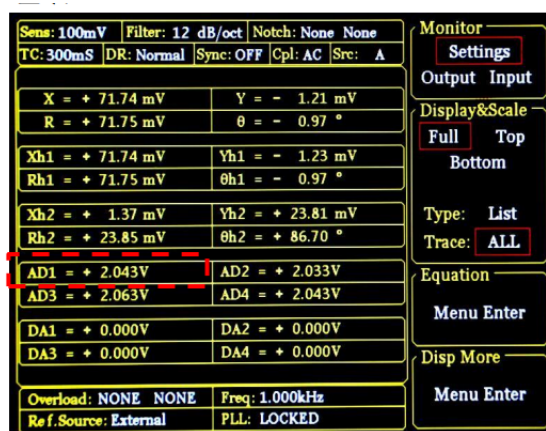 Sens: 100mV Filter: 12 dB/oct Notch: None None
TC: 300mS DR: Normal Sync: OFF Cpl: AC Src: A
X = + 71.74 mV Y = - 1.21 mV
R = + 71.75 mV θ = - 0.97 °
Xh1 = + 71.74 mV Yh1 = - 1.23 mV
Rh1 = + 71.75 mV θh1 = - 0.97 °
Xh2 = + 1.37 mV Yh2 = + 23.81 mV
Rh2 = + 23.85 mV θh2 = + 86.70 °
AD1 = + 2.043V AD2 = + 2.033V
AD3 = + 2.063V AD4 = + 2.043V
DA1 = + 0.000V DA2 = + 0.000V
DA3 = + 0.000V DA4 = + 0.000V
Overload: NONE NONE Freq: 1.000kHz
Ref.Source: External PLL: LOCKED
Monitor
Settings
Output Input
Display&Scale
Full Top
Bottom
Type: List
Trace: ALL
Equation
Menu Enter
Disp More
Menu Enter